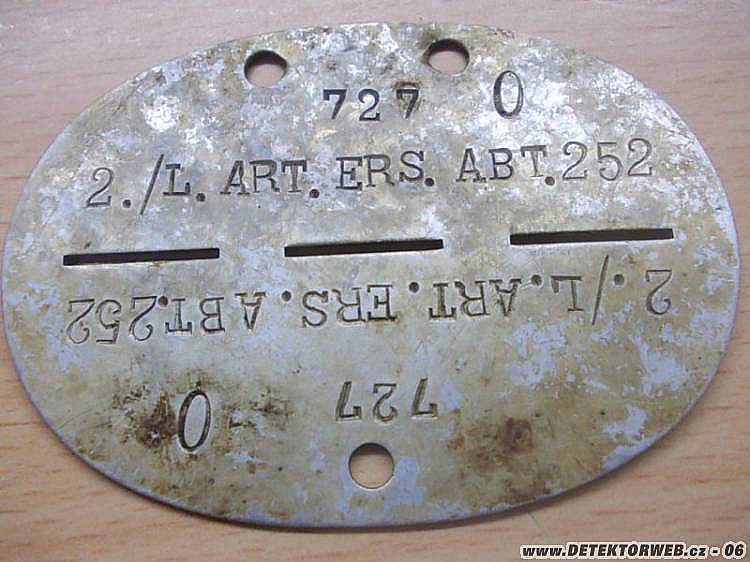 727 0
2./L. ART. ERS. ABT.252
2./L. ART. ERS. ABT.252
727
0
www.DETEKTORWEB.cz - 06